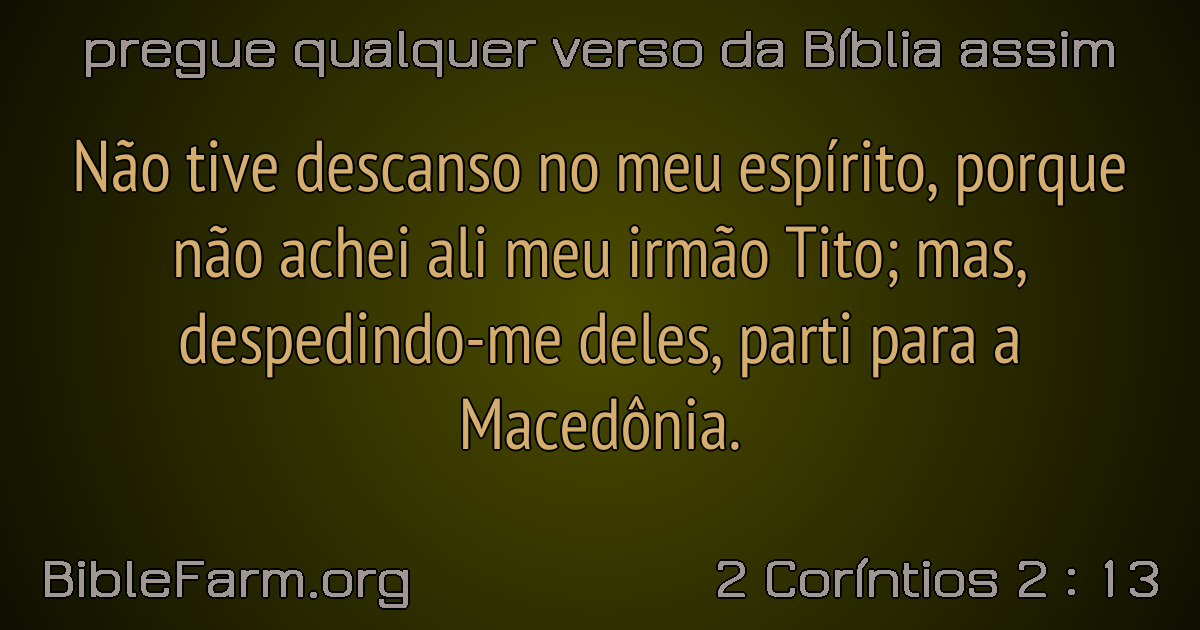 pregue qualquer verso da Bíblia assim
Não tive descanso no meu espírito, porque
não achei ali meu irmão Tito; mas,
despedindo-me deles, parti para a
Macedônia.
BibleFarm.org
2 Coríntios 2 : 13